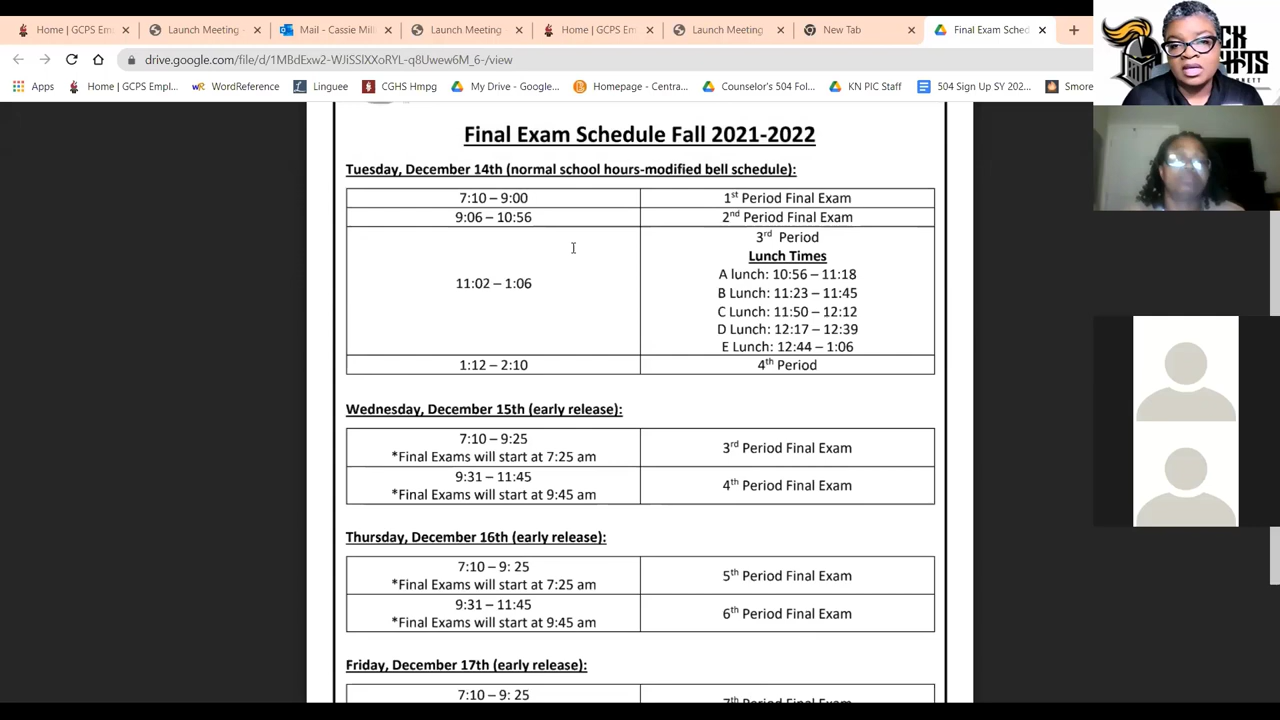 Home | GCPS Em
Launch Meeting -
Mail - Cassie Mill
Launch Meeting
Home | GCPS Em
Launch Meeting
New Tab
Final Exam Sched
drive.google.com/file/d/1MBdExw2-WJiSSlXXoRYL-q8Uwew6M_6-/view
Apps
Home | GCPS Empl...
WordReference
Linguee
CGHS Hmpg
My Drive - Google...
Homepage - Centra...
Counselor's 504 Fol...
KN PIC Staff
504 Sign Up SY 202...
Smore
Final Exam Schedule Fall 2021-2022
Tuesday, December 14th (normal school hours-modified bell schedule):
7:10 – 9:00
1st Period Final Exam
9:06 – 10:56
2nd Period Final Exam
11:02 – 1:06
3rd Period
Lunch Times
A lunch: 10:56 – 11:18
B Lunch: 11:23 – 11:45
C Lunch: 11:50 – 12:12
D Lunch: 12:17 – 12:39
E Lunch: 12:44 – 1:06
1:12 – 2:10
4th Period
Wednesday, December 15th (early release):
7:10 – 9:25
*Final Exams will start at 7:25 am
3rd Period Final Exam
9:31 – 11:45
*Final Exams will start at 9:45 am
4th Period Final Exam
Thursday, December 16th (early release):
7:10 – 9: 25
*Final Exams will start at 7:25 am
5th Period Final Exam
9:31 – 11:45
*Final Exams will start at 9:45 am
6th Period Final Exam
Friday, December 17th (early release):
7:10 – 9: 25
7th Period Final Exam